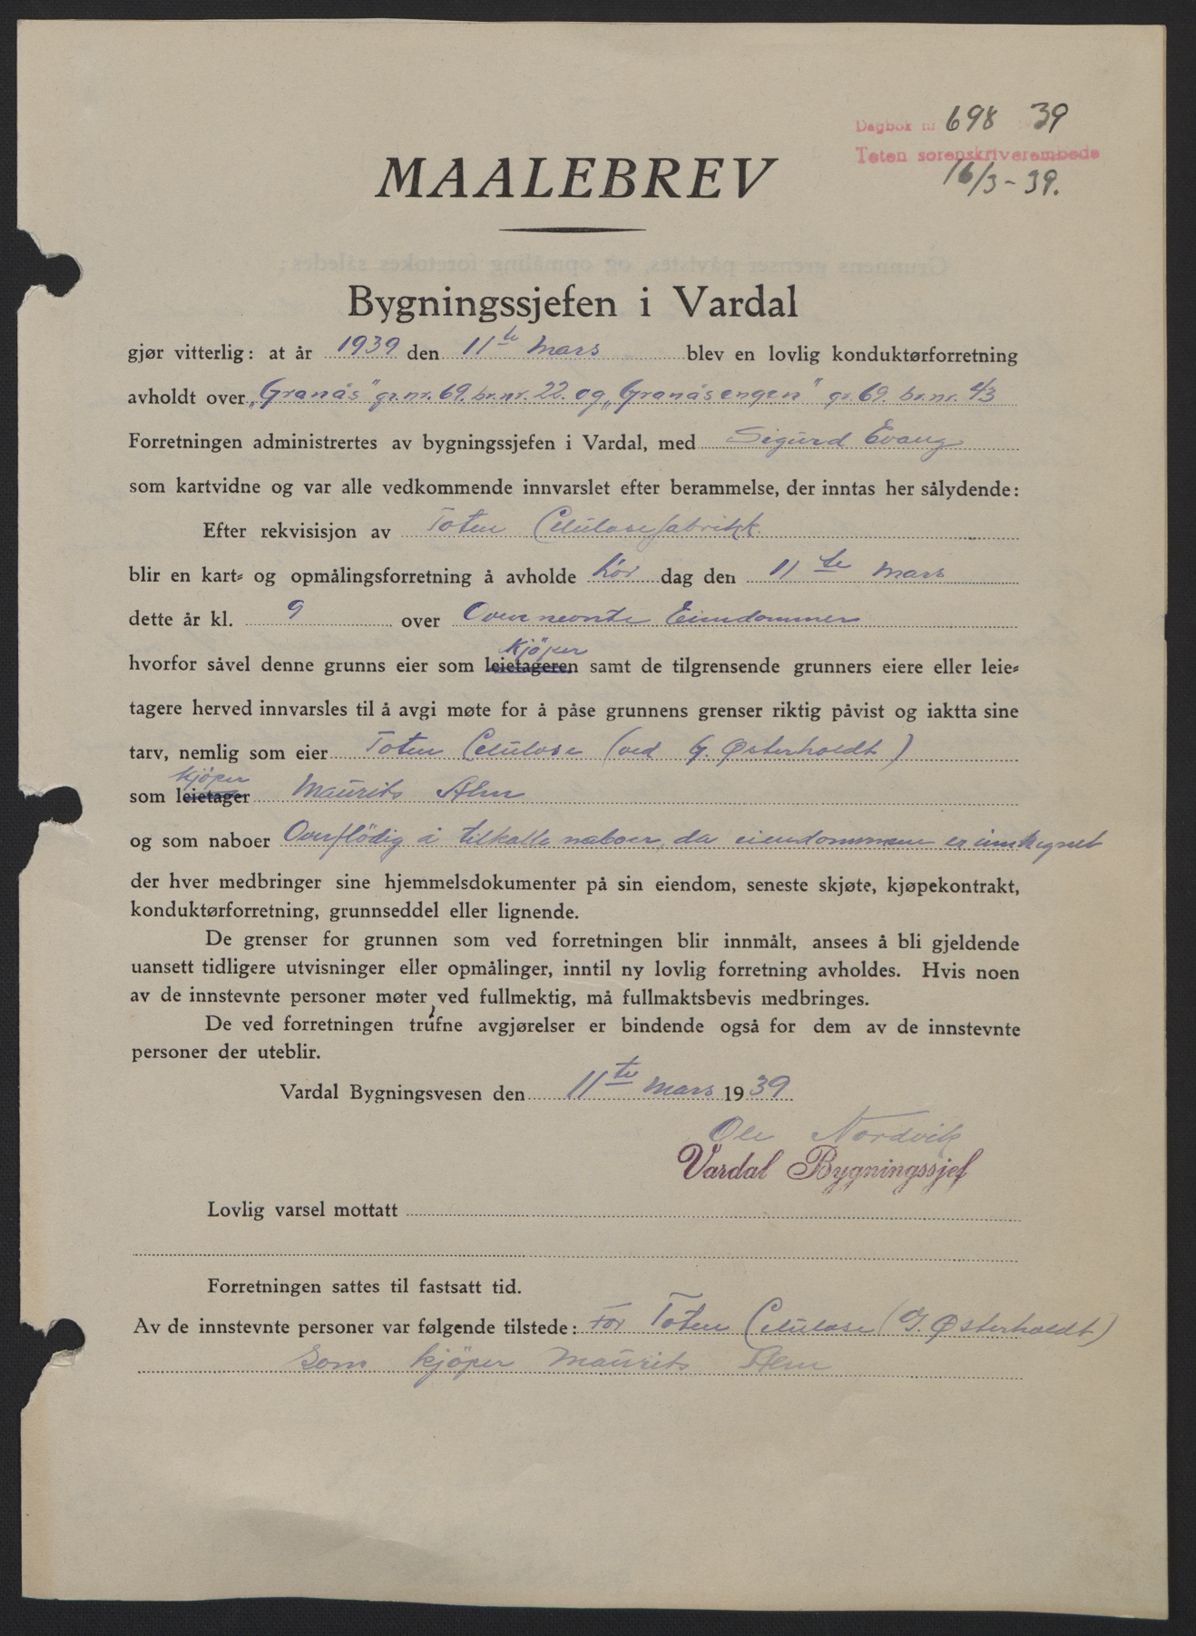 Dagbok nr 698 39
Toten sorenskriverembede
16/3-39.
MAALEBREV
Bygningssjefen i Vardal
gjør vitterlig: at år 1939 den 11te Mars blev en lovlig konduktørforretning
avholdt over „Granås" gr.nr. 69. br.nr. 22. og „Granåsengen" gr. 69. br.nr. 43
Forretningen administrertes av bygningssjefen i Vardal, med Sigurd Evang
som kartvidne og var alle vedkommende innvarslet efter berammelse, der inntas her sålydende:
Efter rekvisisjon av Toten Celulosefabrikk.
blir en kart- og opmålingsforretning å avholde Lør dag den 11te Mars
dette år kl. 9 over Overnevnte Eiendommer
kjöper
hvorfor såvel denne grunns eier som leietageren samt de tilgrensende grunners eiere eller leie-
tagere herved innvarsles til å avgi møte for å påse grunnens grenser riktig påvist og iaktta sine
tarv, nemlig som eier Toten Celulose (ved G. Østerholdt)
kjöper
som leietager Maurits Alm
og som naboer Overflödig å tilkalle naboer, da eiendommene er innhegnet
der hver medbringer sine hjemmelsdokumenter på sin eiendom, seneste skjøte, kjøpekontrakt,
konduktørforretning, grunnseddel eller lignende.
De grenser for grunnen som ved forretningen blir innmålt, ansees å bli gjeldende
uansett tidligere utvisninger eller opmålinger, inntil ny lovlig forretning avholdes. Hvis noen
av de innstevnte personer møter ved fullmektig, må fullmaktsbevis medbringes.
De ved forretningen trufne avgjørelser er bindende også for dem av de innstevnte
personer der uteblir.
Vardal Bygningsvesen den 11te Mars 1939
Ole Nordvik
Vardal Bygningssjef
Lovlig varsel mottatt
Forretningen sattes til fastsatt tid.
Av de innstevnte personer var følgende tilstede: For Toten Celulose (G. Østerholdt)
Som kjöper Maurits Alm